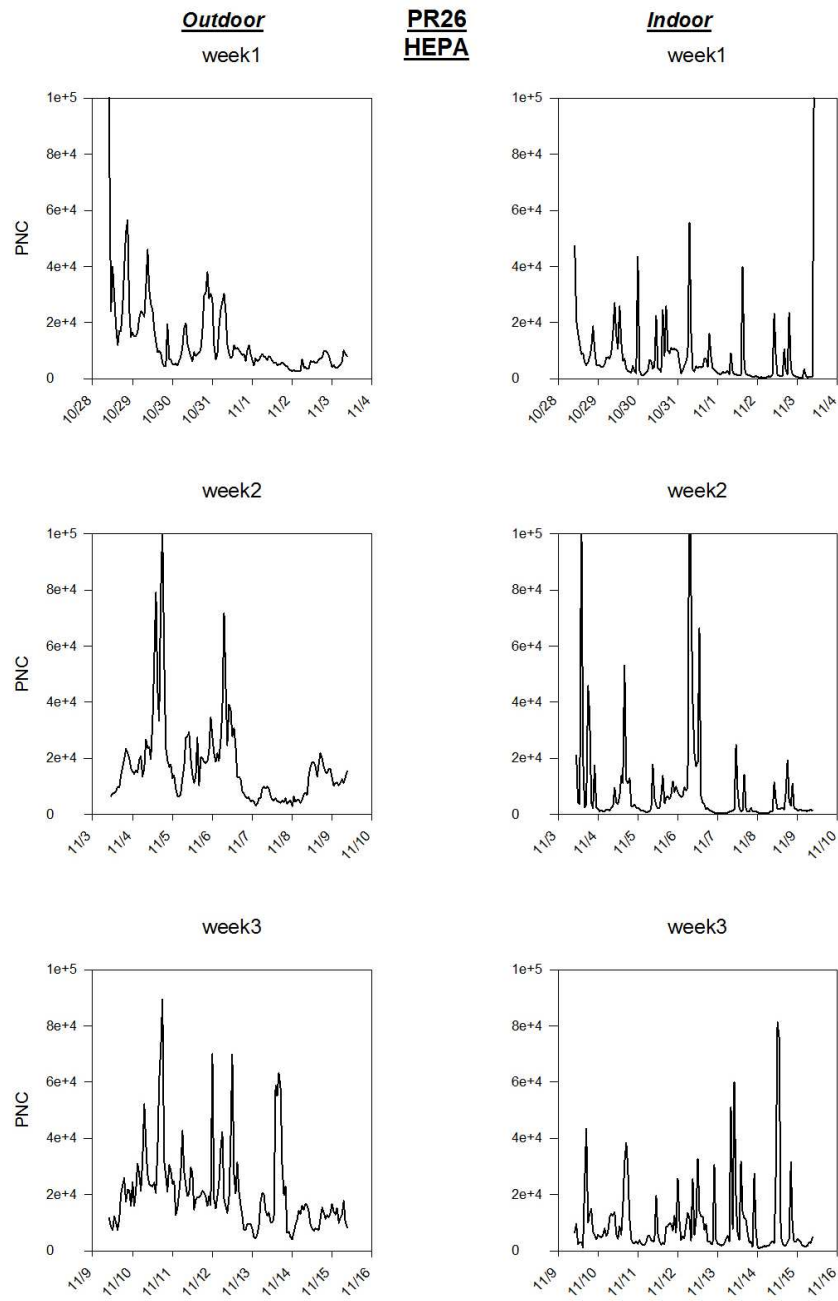 Outdoor
PR26
HEPA
Indoor
week1
week1
PNC
1e+5
8e+4
6e+4
4e+4
2e+4
0
10/28
10/29
10/30
10/31
11/1
11/2
11/3
11/4
1e+5
8e+4
6e+4
4e+4
2e+4
0
10/28
10/29
10/30
10/31
11/1
11/2
11/3
11/4
week2
week2
PNC
1e+5
8e+4
6e+4
4e+4
2e+4
0
11/3
11/4
11/5
11/6
11/7
11/8
11/9
11/10
1e+5
8e+4
6e+4
4e+4
2e+4
0
11/3
11/4
11/5
11/6
11/7
11/8
11/9
11/10
week3
week3
PNC
1e+5
8e+4
6e+4
4e+4
2e+4
0
11/9
11/10
11/11
11/12
11/13
11/14
11/15
11/16
1e+5
8e+4
6e+4
4e+4
2e+4
0
11/9
11/10
11/11
11/12
11/13
11/14
11/15
11/16